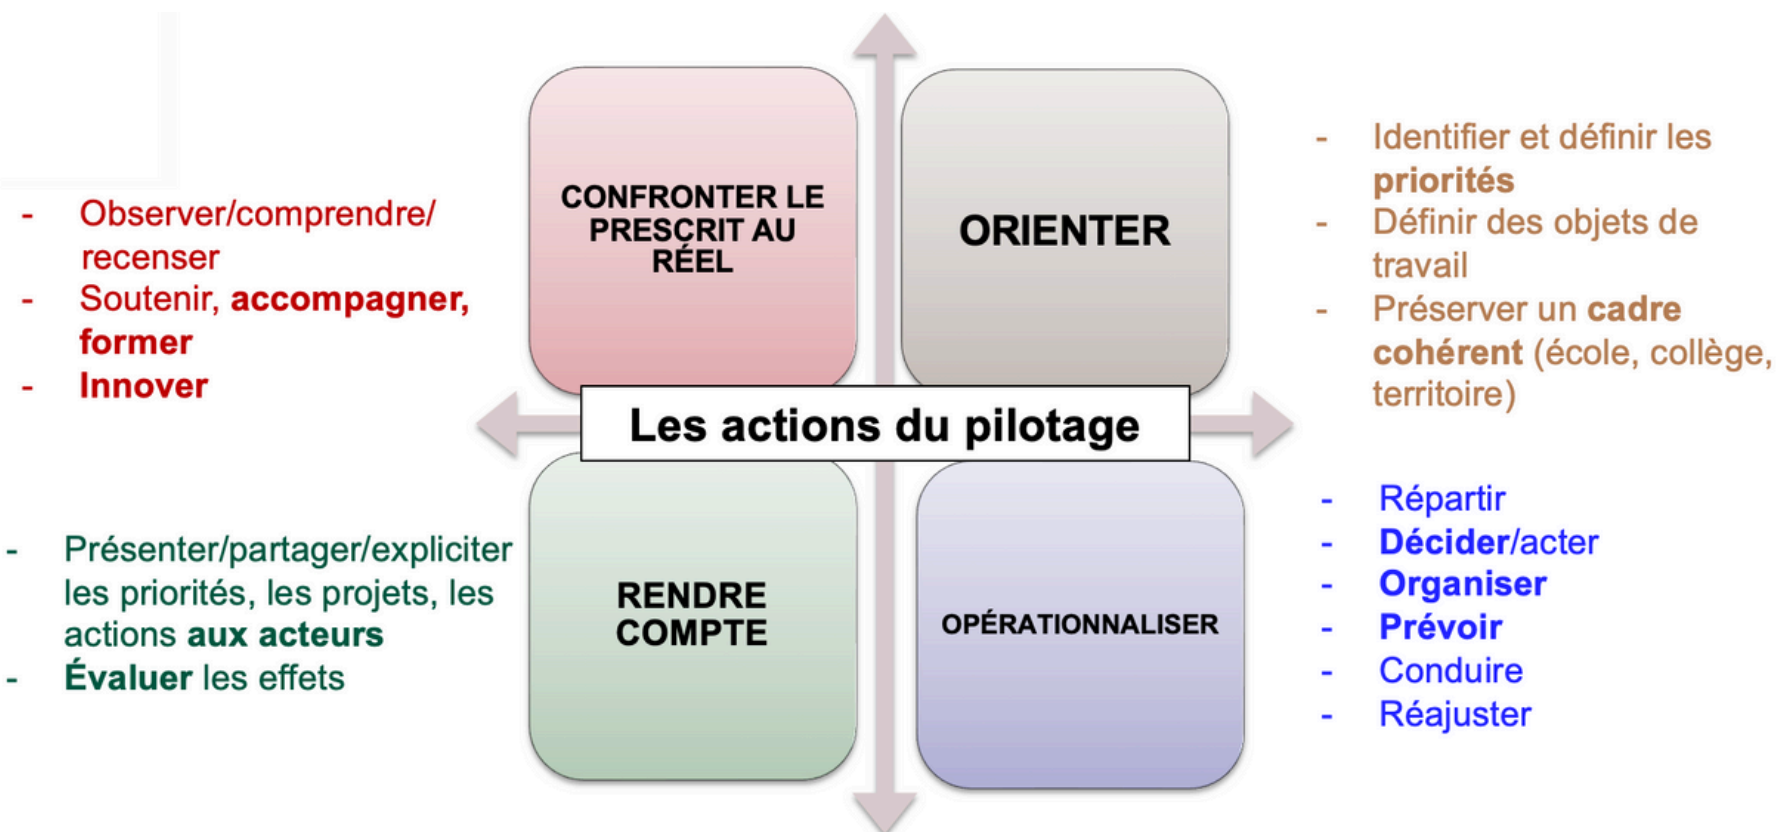 CONFRONTER LE
PRESCRIT AU
RÉEL
ORIENTER
- Observer/comprendre/
recenser
- Soutenir, accompagner,
former
- Innover
- Identifier et définir les
priorités
- Définir des objets de
travail
- Préserver un cadre
cohérent (école, collège,
territoire)
Les actions du pilotage
- Présenter/partager/expliciter
les priorités, les projets, les
actions aux acteurs
- Évaluer les effets
RENDRE
COMPTE
OPÉRATIONNALISER
- Répartir
- Décider/acter
- Organiser
- Prévoir
- Conduire
- Réajuster